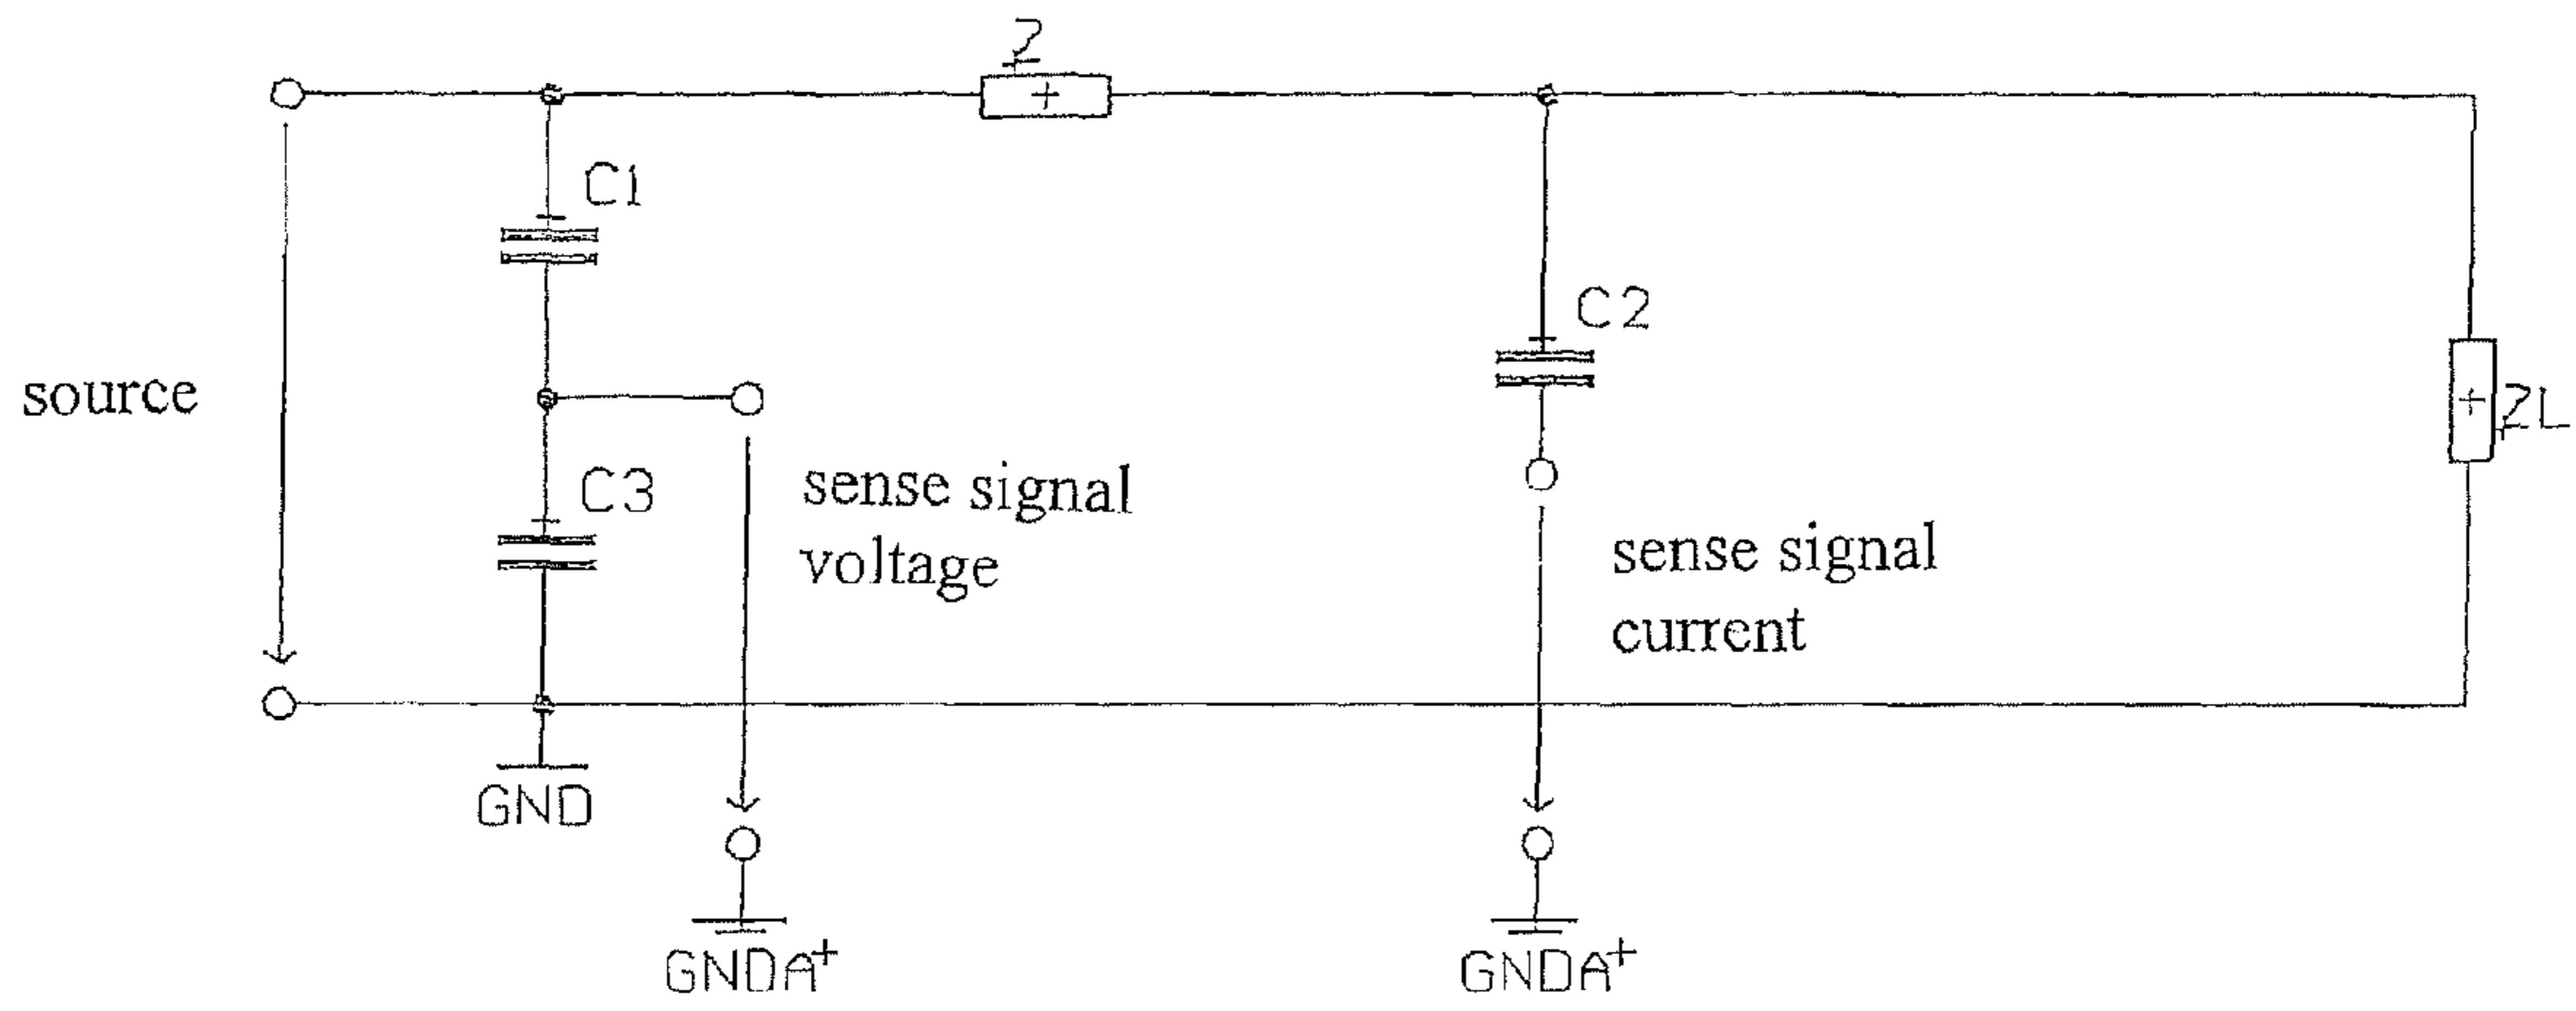 Z
C1
C2
source
ZL
C3
sense signal
voltage
sense signal
current
GND
GNDA
GNDA